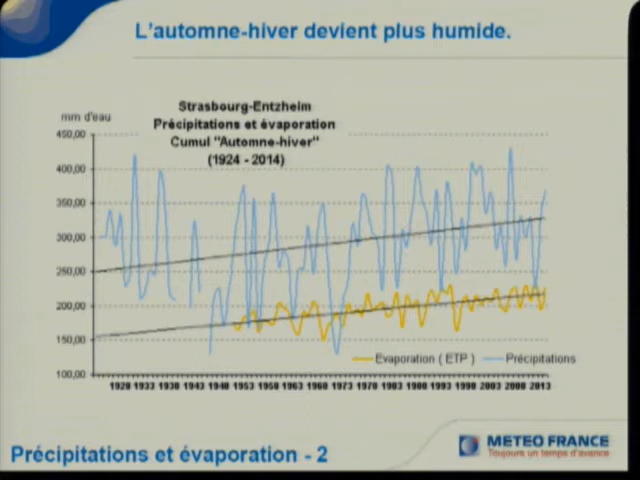 L'automne-hiver devient plus humide.
Strasbourg-Entzheim
Précipitations et évaporation
Cumul "Automne-hiver"
(1924 - 2014)
mm d'eau
450,00
400,00
350,00
300,00
250,00
200,00
150,00
100,00
Evaporation ( ETP )
Précipitations
1928 1933 1938 1943 1948 1953 1958 1963 1968 1973 1978 1983 1988 1993 1998 2003 2008 2013
METEO FRANCE
Toujours un temps d'avance
Précipitations et évaporation - 2